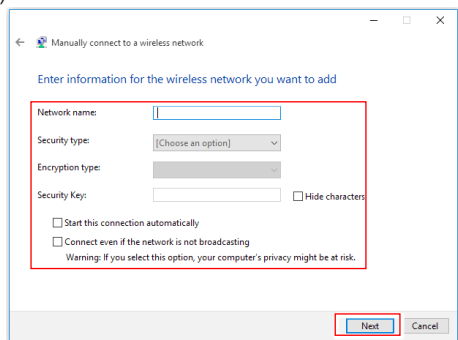 Manually connect to a wireless network
Enter information for the wireless network you want to add
Network name:
Security type: [Choose an option]
Encryption type:
Security Key: Hide characters
Start this connection automatically
Connect even if the network is not broadcasting
Warning: If you select this option, your computer's privacy might be at risk.
Next Cancel